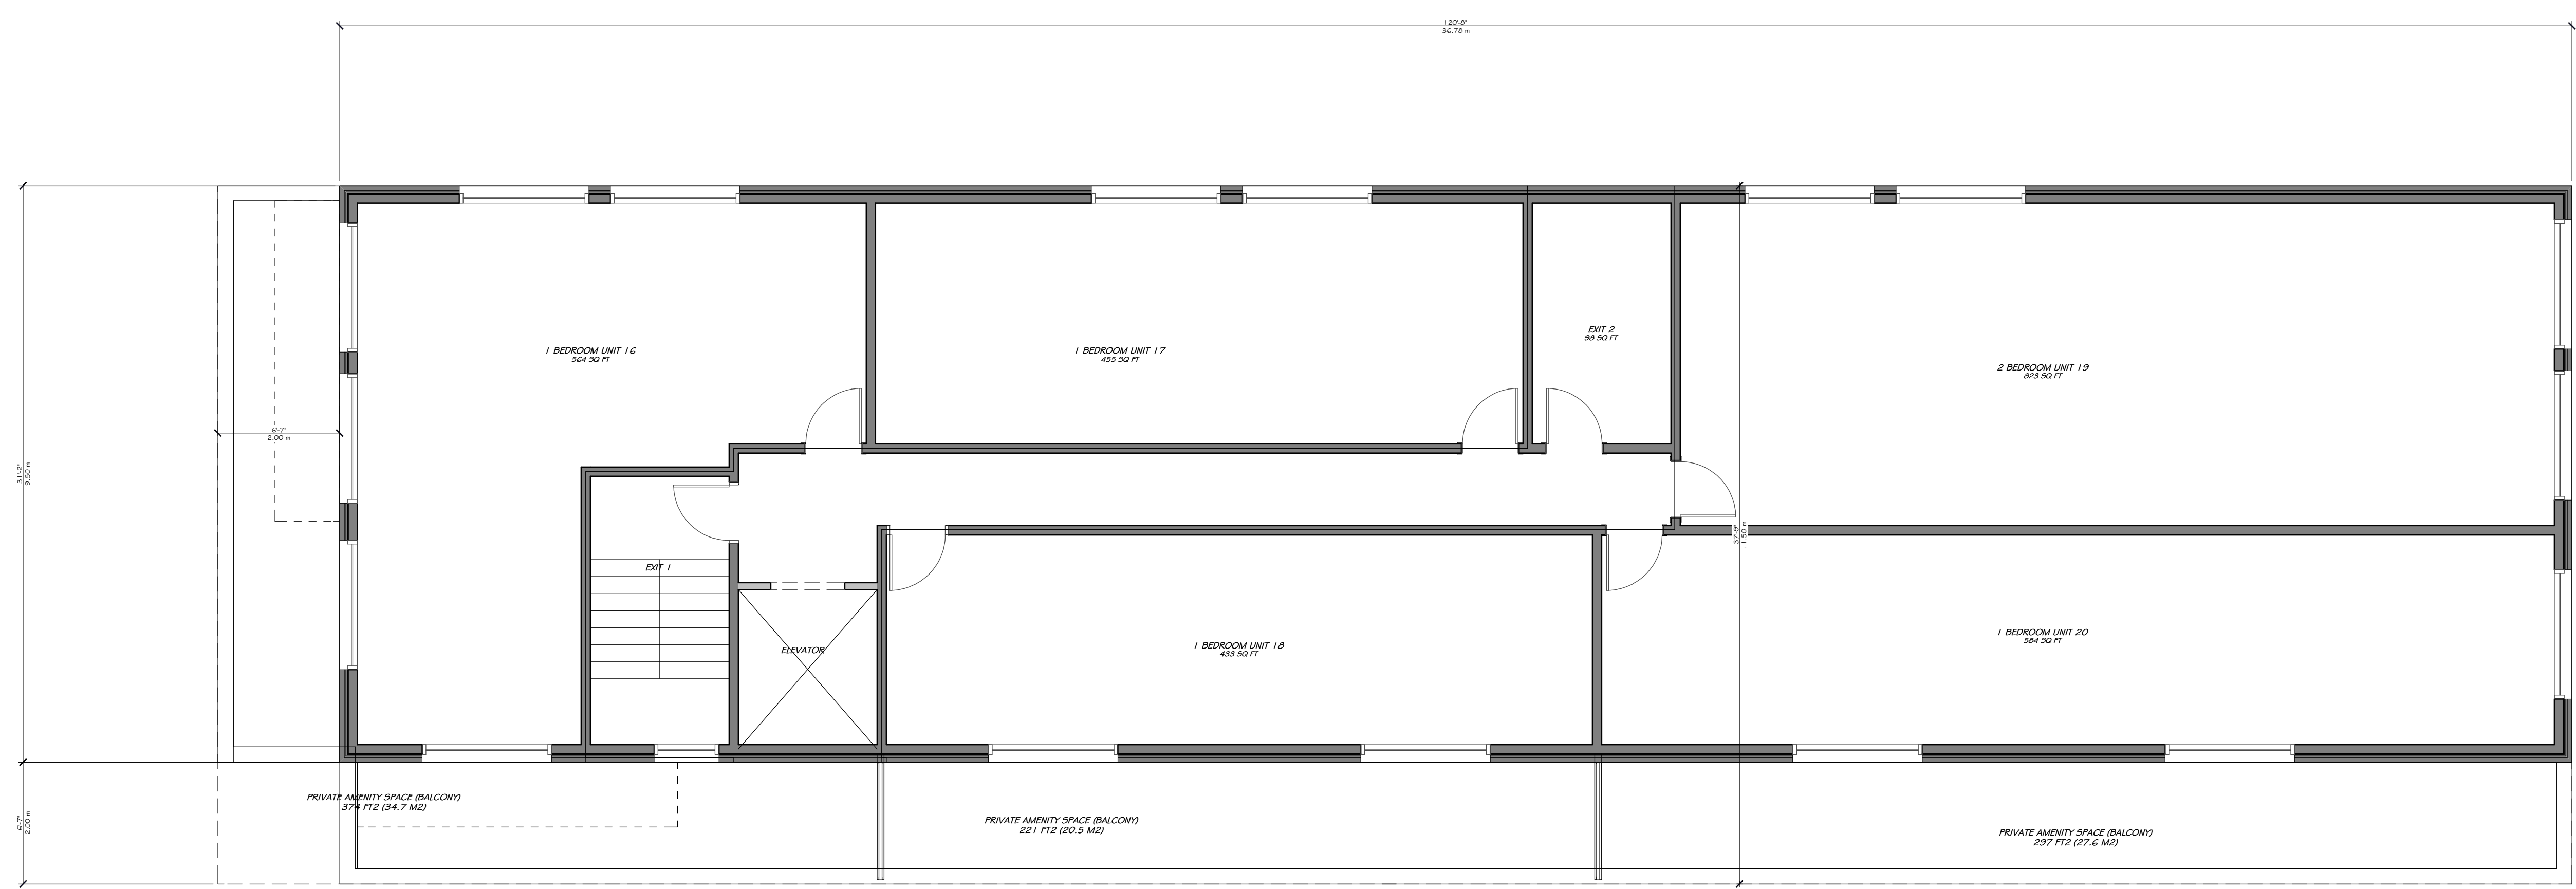 120'-8"
36.78 m
EXIT 2
98 SQ FT
1 BEDROOM UNIT 16
564 SQ FT
1 BEDROOM UNIT 17
455 SQ FT
2 BEDROOM UNIT 19
823 SQ FT
6'-7"
2.00 m
31'-2"
9.50 m
37'-9"
11.50 m
EXIT 1
ELEVATOR
1 BEDROOM UNIT 18
433 SQ FT
1 BEDROOM UNIT 20
584 SQ FT
PRIVATE AMENITY SPACE (BALCONY)
374 FT2 (34.7 M2)
6'-7"
2.00 m
PRIVATE AMENITY SPACE (BALCONY)
221 FT2 (20.5 M2)
PRIVATE AMENITY SPACE (BALCONY)
297 FT2 (27.6 M2)